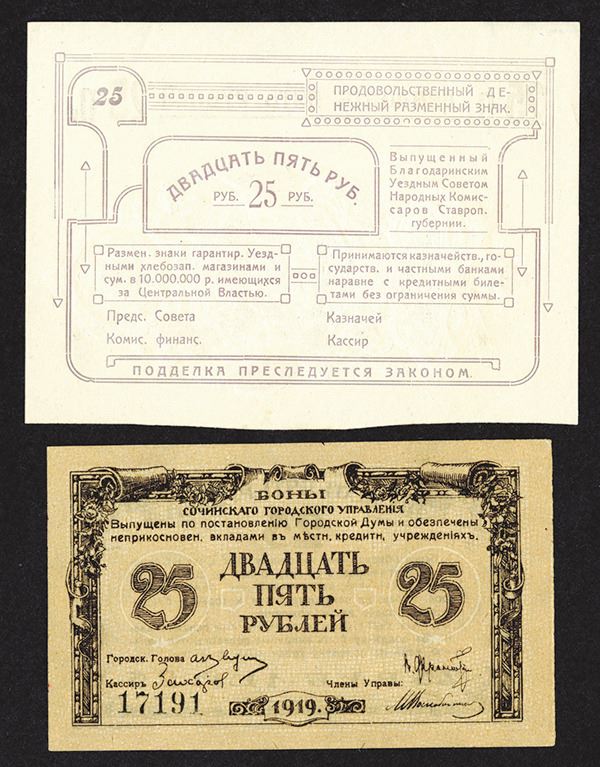 25
ПРОДОВОЛЬСТВЕННЫЙ ДЕ-
НЕЖНЫЙ РАЗМЕННЫЙ ЗНАК.
ДВАДЦАТЬ ПЯТЬ РУБ.
РУБ. 25 РУБ.
Выпущенный
Благодаринским
Уездным Советом
Народных Комис-
саров Ставроп.
губернии.
Размен. знаки гарантир. Уезд-
ными хлебозап. магазинами и
сум. в 10.000.000 р. имеющихся
за Центральной Властью.
Принимаются казначейств., го-
сударств. и частными банками
наравне с кредитными биле-
тами без ограничения суммы.
Предс. Совета
Казначей
Комис. финанс.
Кассир
ПОДДЕЛКА ПРЕСЛЕДУЕТСЯ ЗАКОНОМ.
БОНЫ
СОЧИНСКАГО ГОРОДСКОГО УПРАВЛЕНІЯ
Выпущены по постановленію Городской Думы и обезпечены
неприкосновен. вкладами въ мѣстн. кредитн. учрежденіяхъ.
25 ДВАДЦАТЬ 25
ПЯТЬ
РУБЛЕЙ
Городск. Голова
Кассиръ
Члены Управы:
17191
1919.